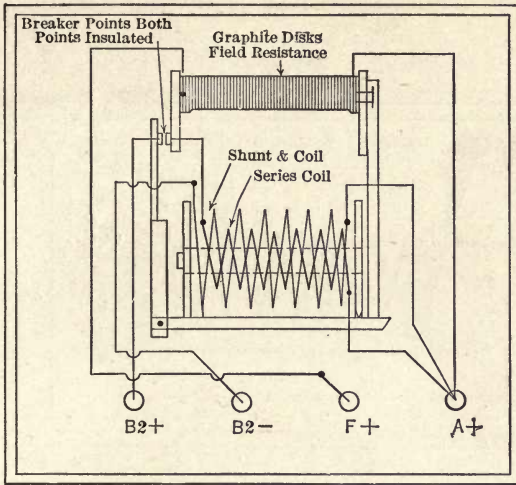 Breaker Points Both
Points Insulated
Graphite Disks
Field Resistance
Shunt & Coil
Series Coil
B2+
B2-
F+
A+